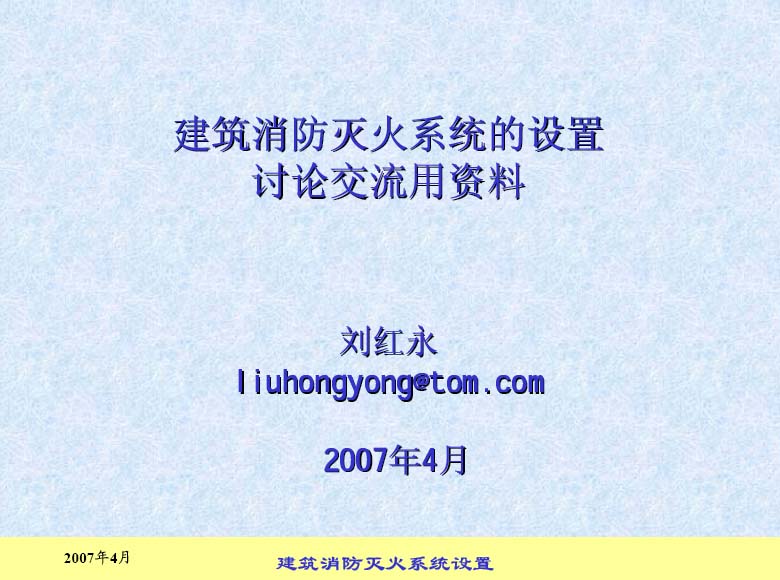 建筑消防灭火系统的设置
讨论交流用资料
刘红永
liuhongyong@tom.com
2007年4月
2007年4月
建筑消防灭火系统设置